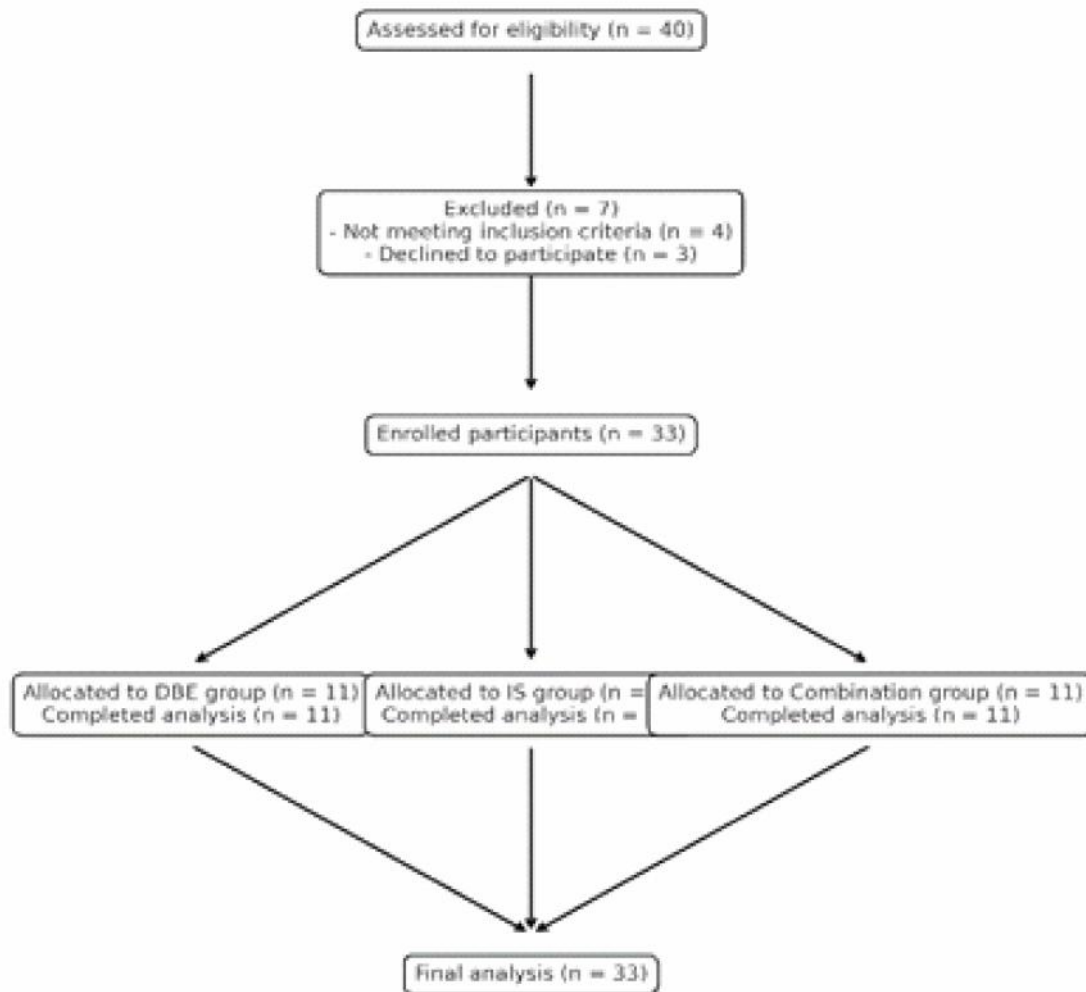 Assessed for eligibility (n = 40)
Excluded (n = 7)
- Not meeting inclusion criteria (n = 4)
- Declined to participate (n = 3)
Enrolled participants (n = 33)
Allocated to DBE group (n = 11)
Completed analysis (n = 11)
Allocated to IS group (n =
Completed analysis (n =
Allocated to Combination group (n = 11)
Completed analysis (n = 11)
Final analysis (n = 33)